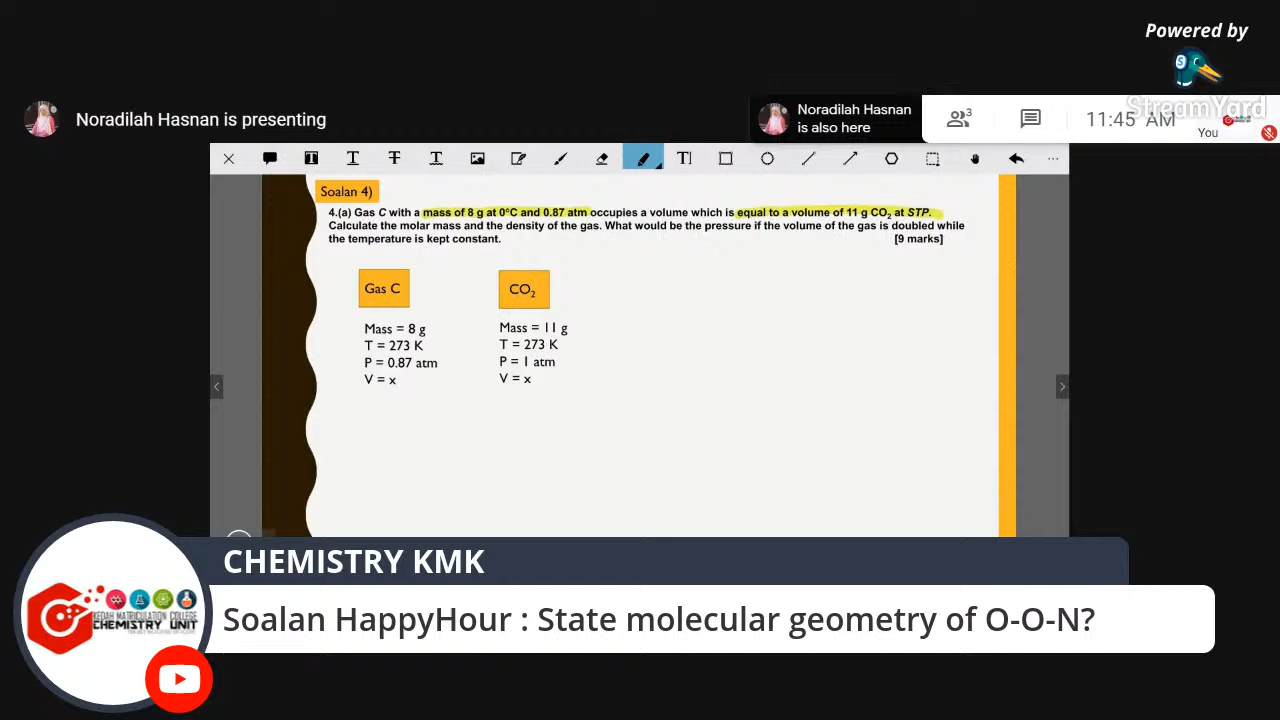 Powered by
StreamYard
Noradilah Hasnan is presenting
Noradilah Hasnan
is also here
3
11:45 AM
You
Soalan 4)
4.(a) Gas C with a mass of 8 g at 0°C and 0.87 atm occupies a volume which is equal to a volume of 11 g CO₂ at STP.
Calculate the molar mass and the density of the gas. What would be the pressure if the volume of the gas is doubled while
the temperature is kept constant. [9 marks]
Gas C
Mass = 8 g
T = 273 K
P = 0.87 atm
V = x
CO₂
Mass = 11 g
T = 273 K
P = 1 atm
V = x
KEDAH MATRICULATION COLLEGE
CHEMISTRY UNIT
CHEMISTRY KMK
Soalan HappyHour : State molecular geometry of O-O-N?